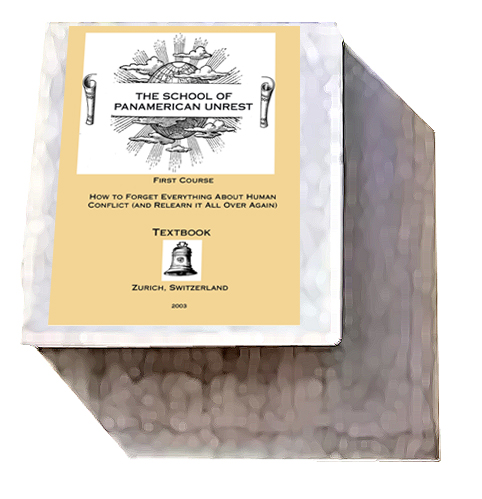 THE SCHOOL OF
PANAMERICAN UNREST
FIRST COURSE
HOW TO FORGET EVERYTHING ABOUT HUMAN
CONFLICT (AND RELEARN IT ALL OVER AGAIN)
TEXTBOOK
ZURICH, SWITZERLAND
2003